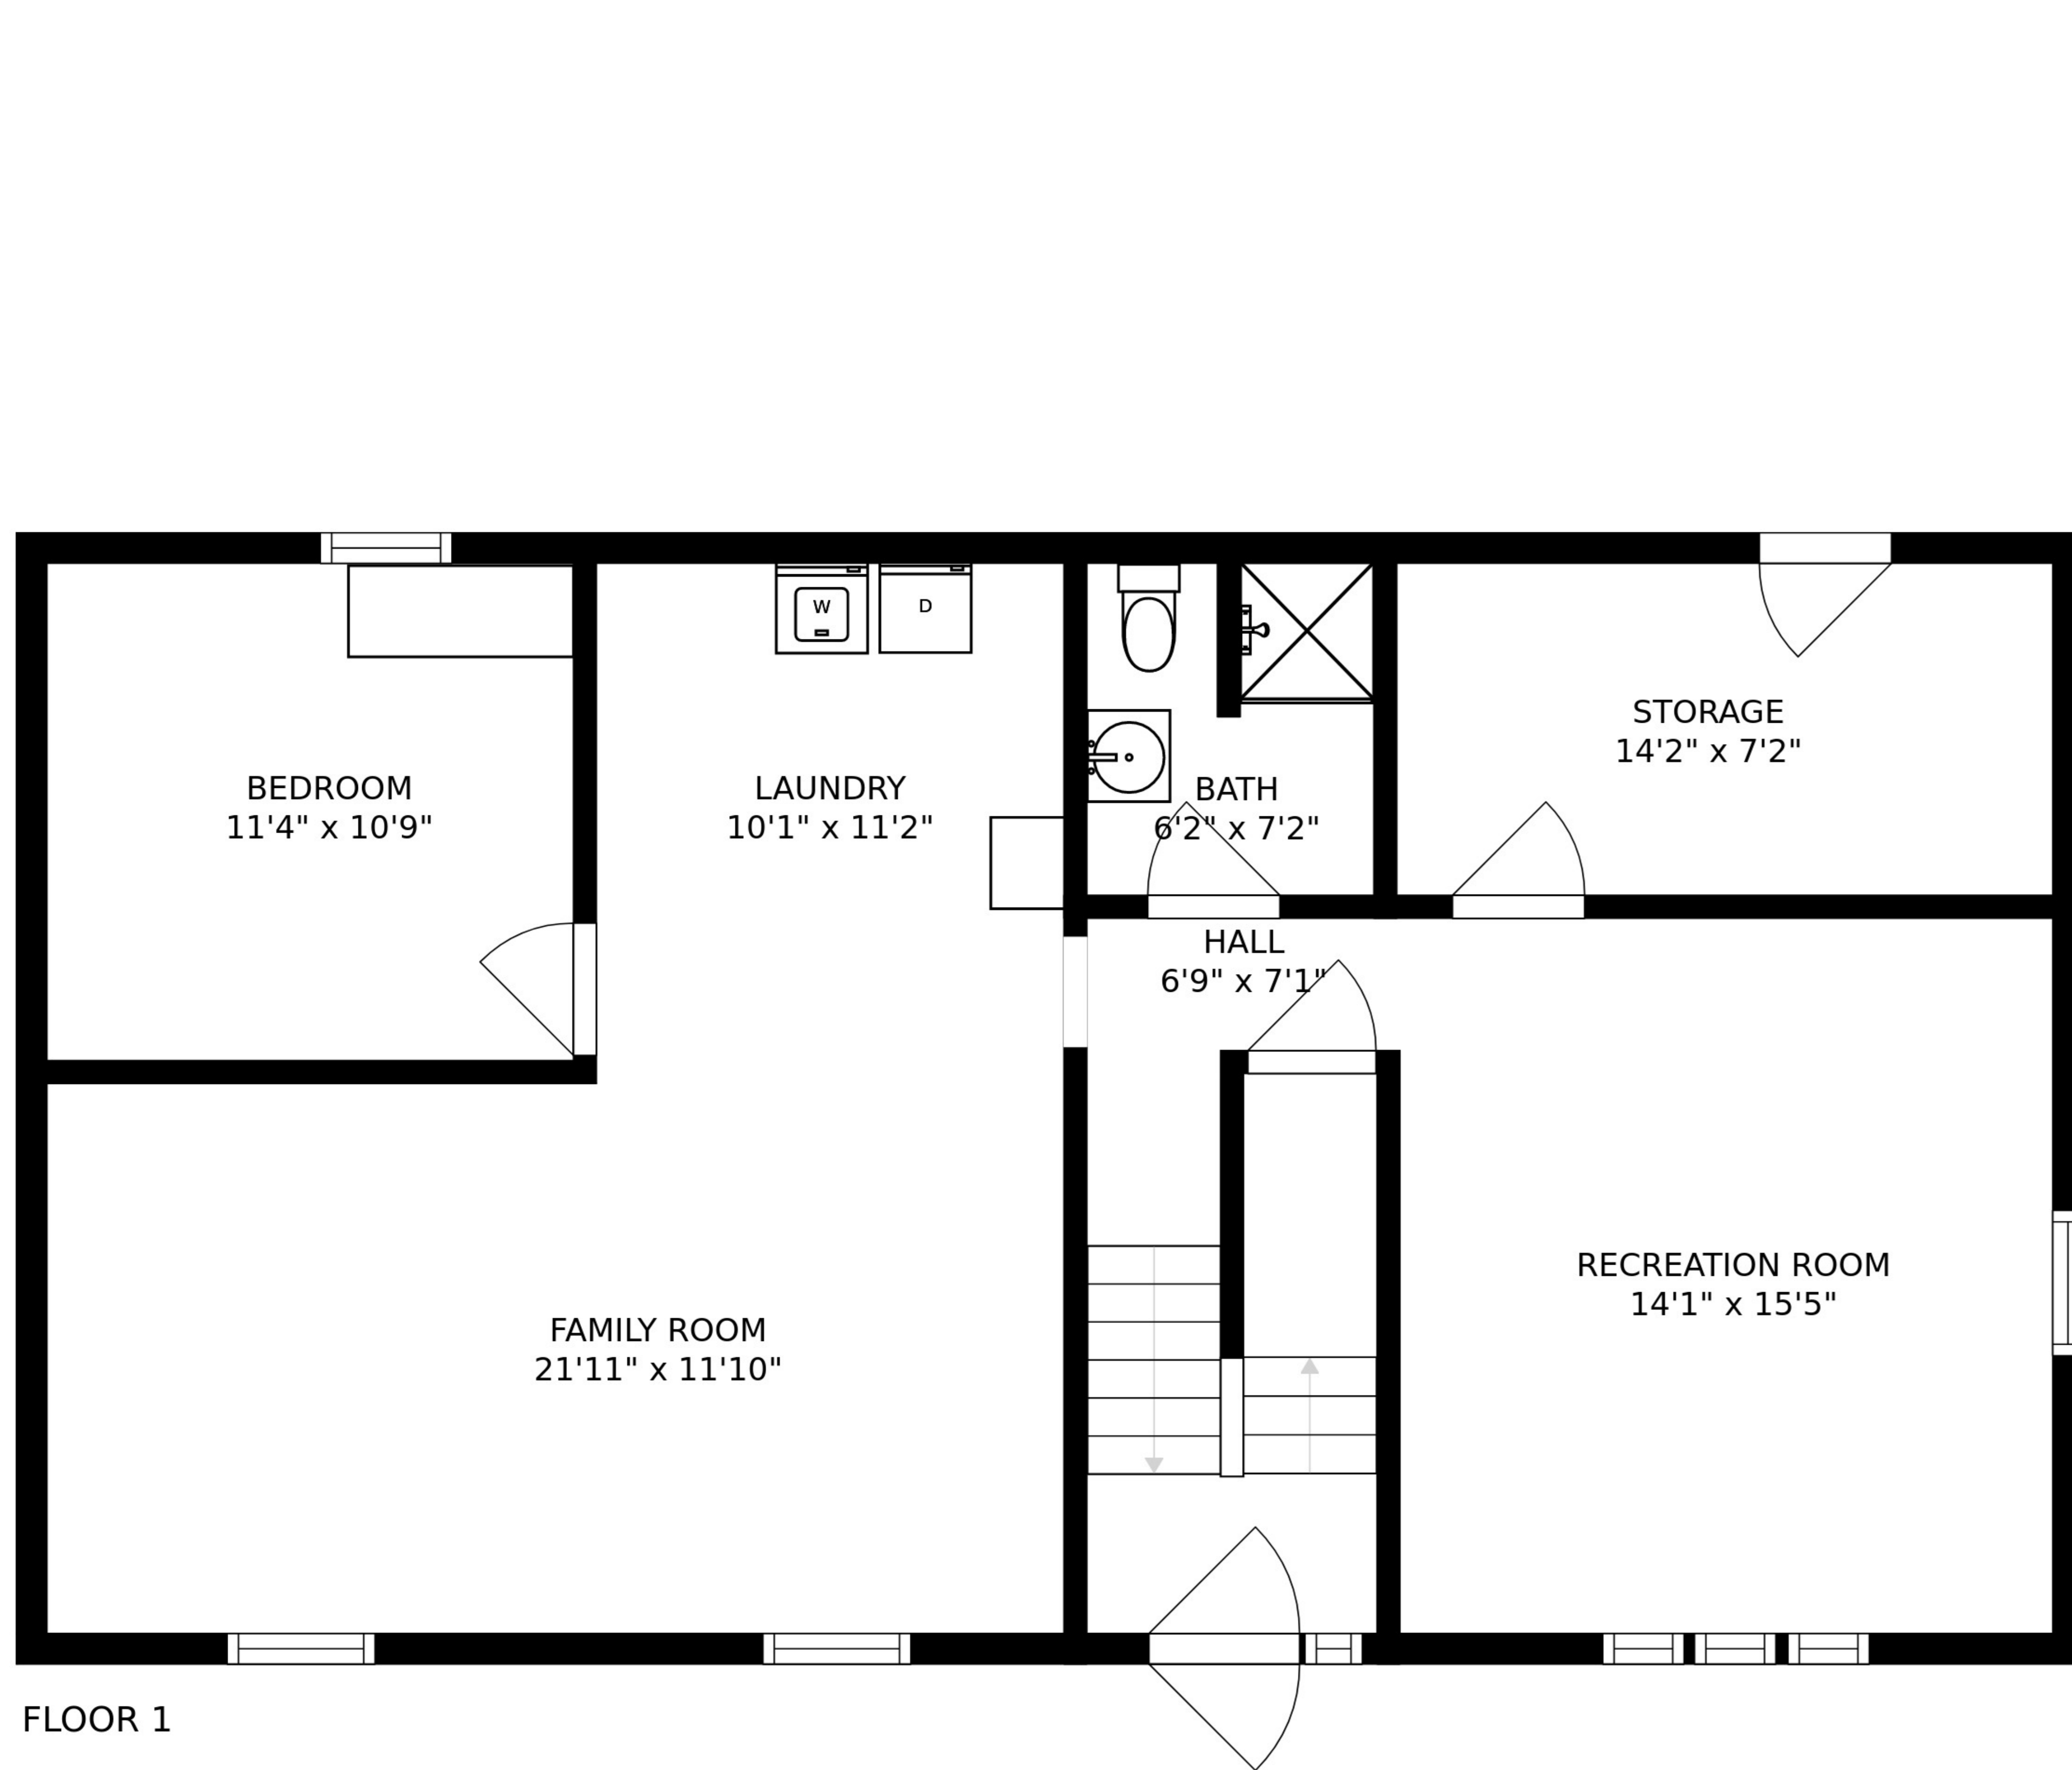 W
D
STORAGE
14'2" x 7'2"
BEDROOM
11'4" x 10'9"
LAUNDRY
10'1" x 11'2"
BATH
6'2" x 7'2"
HALL
6'9" x 7'1"
RECREATION ROOM
14'1" x 15'5"
FAMILY ROOM
21'11" x 11'10"
FLOOR 1